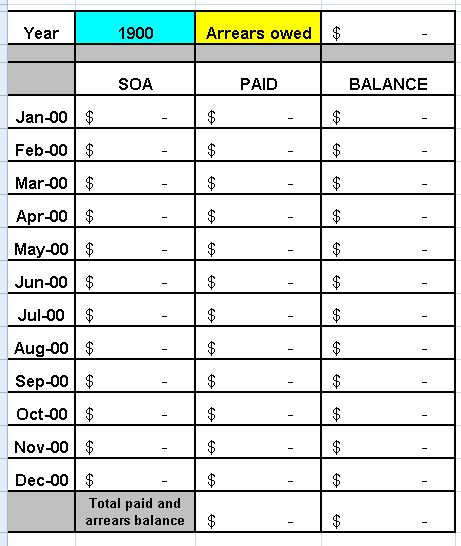 Year 1900 Arrears owed $ -
SOA PAID BALANCE
Jan-00 $ - $ - $ -
Feb-00 $ - $ - $ -
Mar-00 $ - $ - $ -
Apr-00 $ - $ - $ -
May-00 $ - $ - $ -
Jun-00 $ - $ - $ -
Jul-00 $ - $ - $ -
Aug-00 $ - $ - $ -
Sep-00 $ - $ - $ -
Oct-00 $ - $ - $ -
Nov-00 $ - $ - $ -
Dec-00 $ - $ - $ -
Total paid and
arrears balance $ - $ -